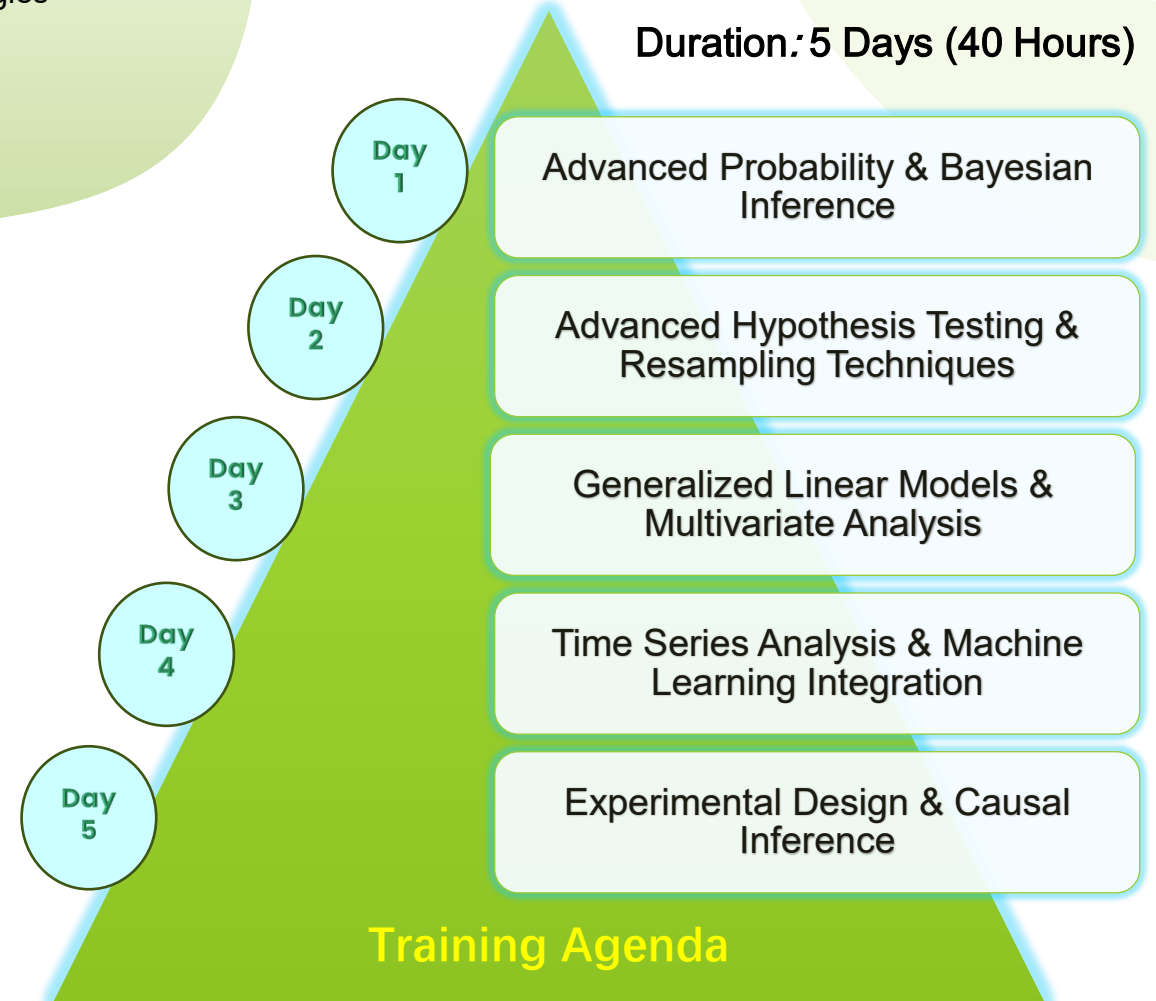 Duration: 5 Days (40 Hours)
Day
1
Advanced Probability & Bayesian
Inference
Day
2
Advanced Hypothesis Testing &
Resampling Techniques
Day
3
Generalized Linear Models &
Multivariate Analysis
Day
4
Time Series Analysis & Machine
Learning Integration
Day
5
Experimental Design & Causal
Inference
Training Agenda